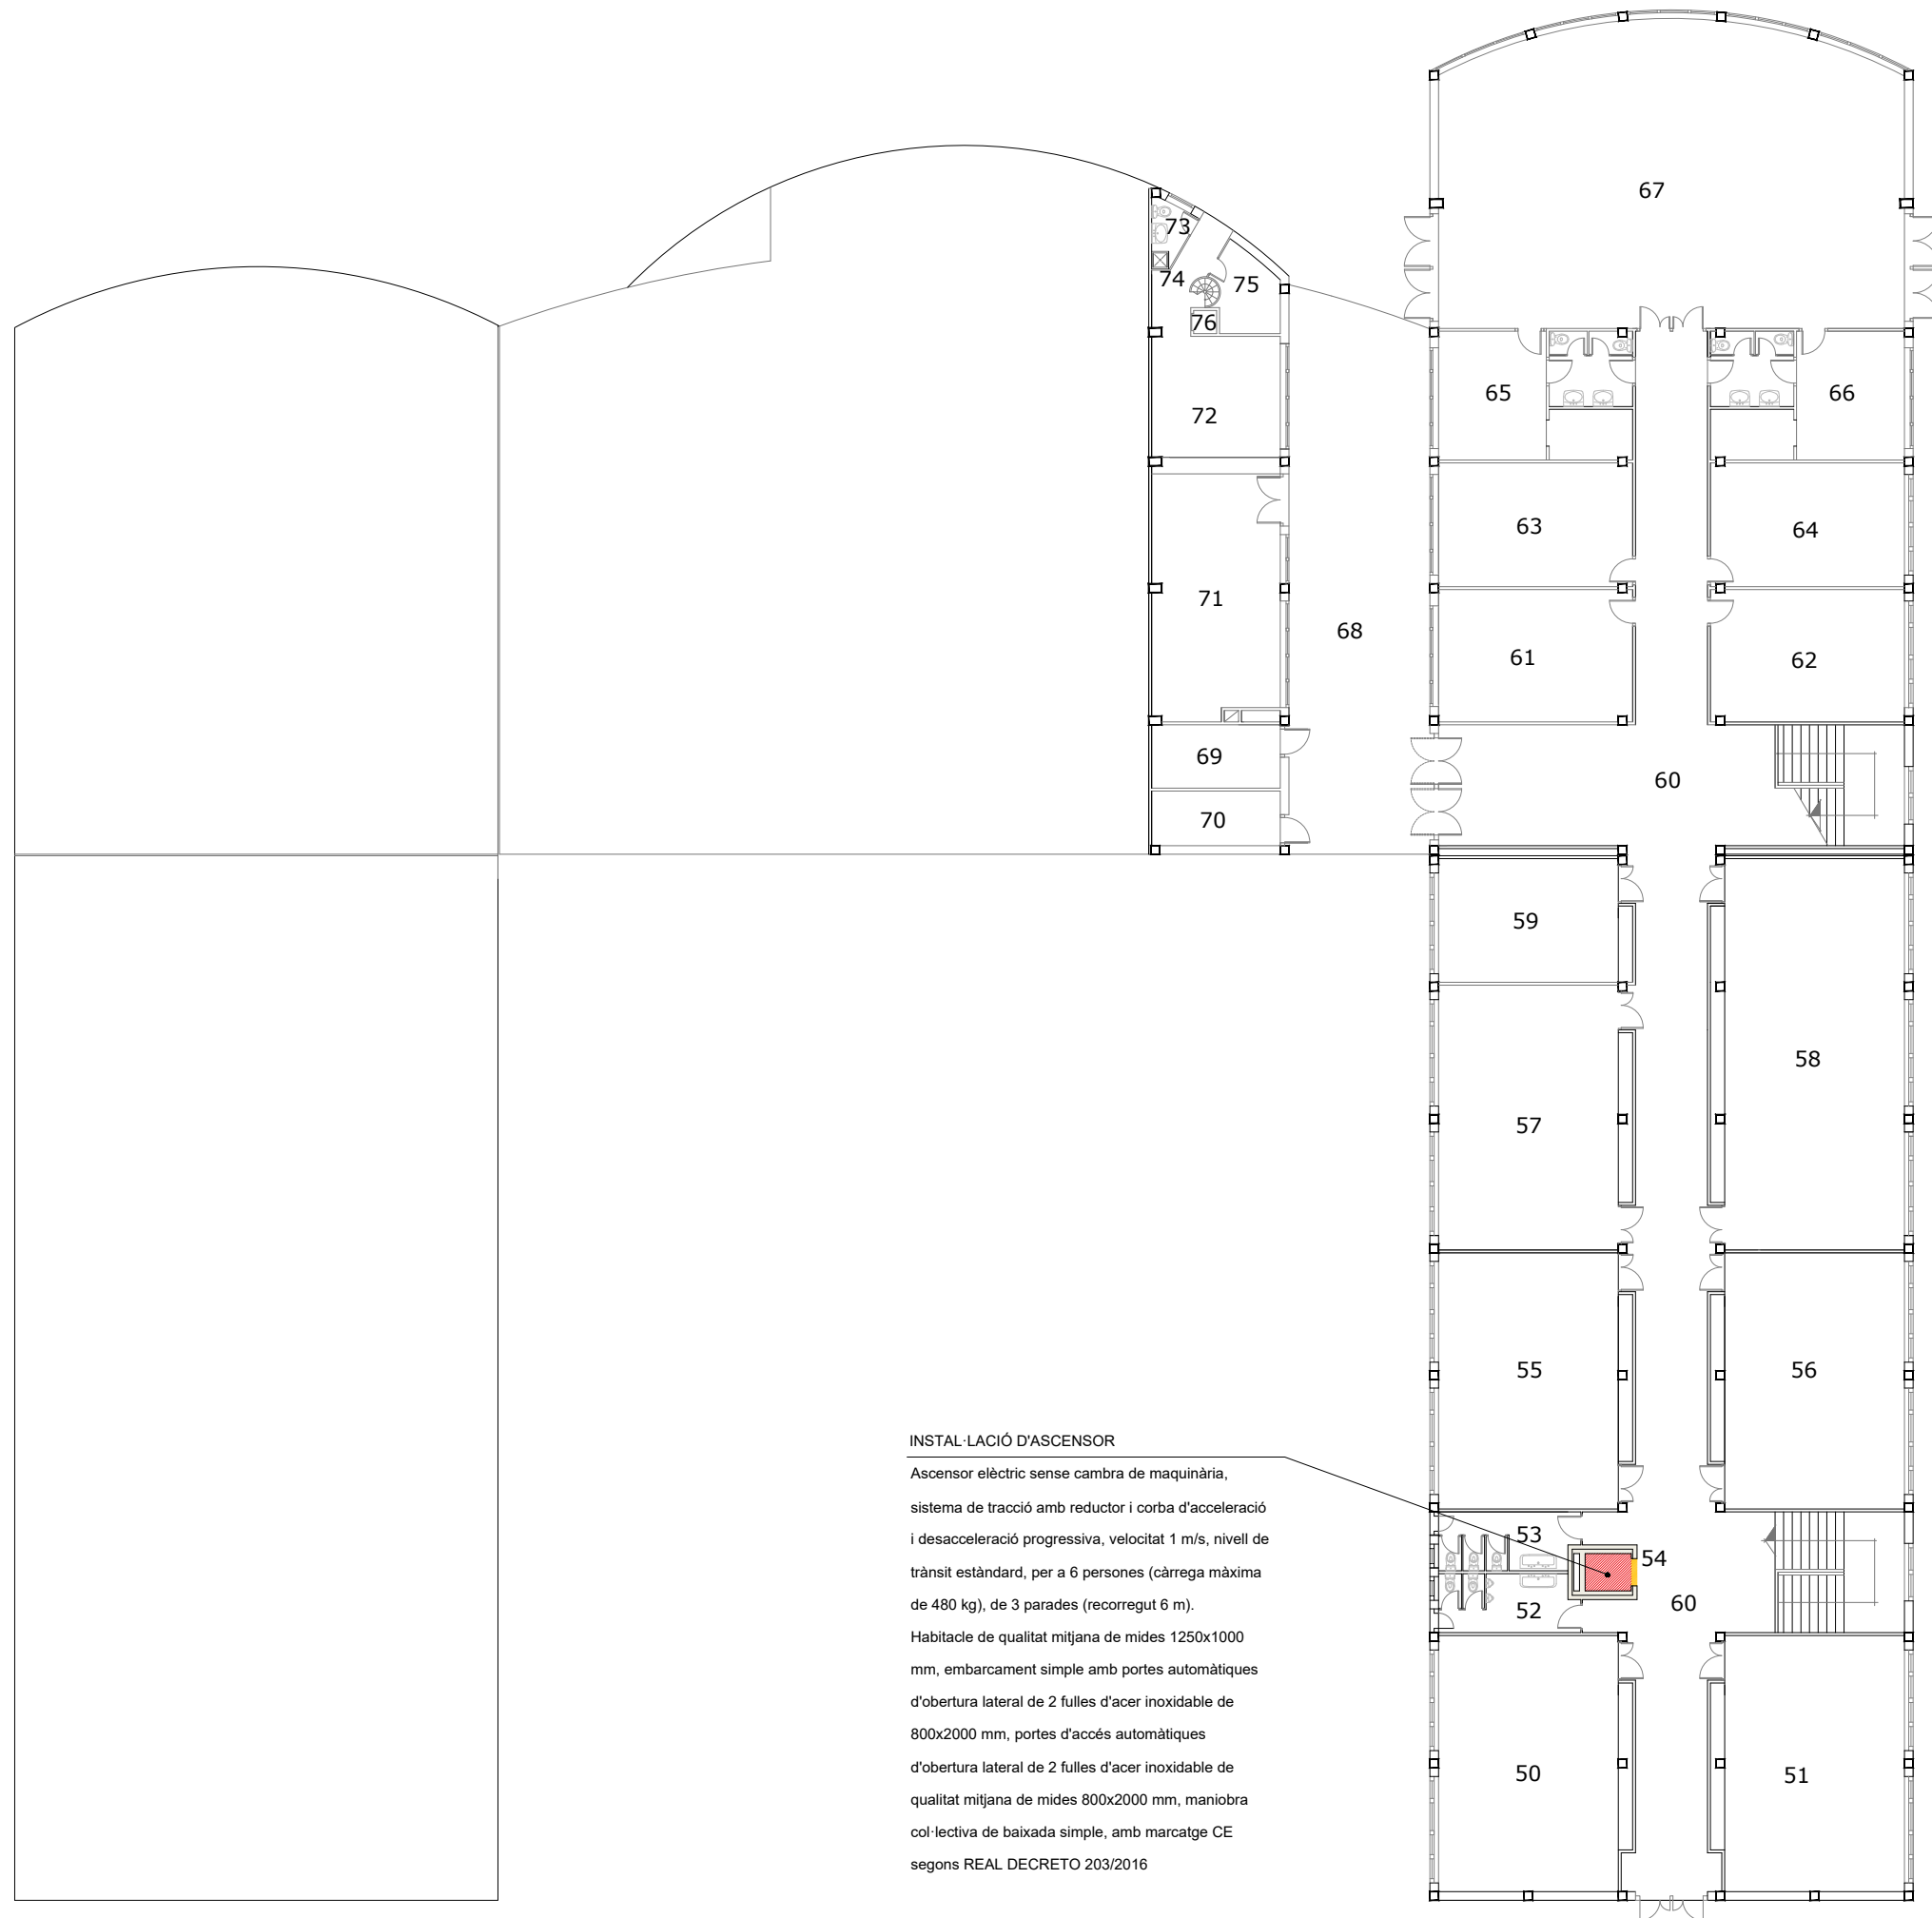 67
73
74
75
76
65
66
72
63
64
71
68
61
62
69
60
70
59
58
57
55
56
INSTAL·LACIÓ D'ASCENSOR
Ascensor elèctric sense cambra de maquinària,
sistema de tracció amb reductor i corba d'acceleració
i desacceleració progressiva, velocitat 1 m/s, nivell de
trànsit estàndard, per a 6 persones (càrrega màxima
de 480 kg), de 3 parades (recorregut 6 m).
Habitacle de qualitat mitjana de mides 1250x1000
mm, embarcament simple amb portes automàtiques
d'obertura lateral de 2 fulles d'acer inoxidable de
800x2000 mm, portes d'accés automàtiques
d'obertura lateral de 2 fulles d'acer inoxidable de
qualitat mitjana de mides 800x2000 mm, maniobra
col·lectiva de baixada simple, amb marcatge CE
segons REAL DECRETO 203/2016
53
54
52
60
50
51